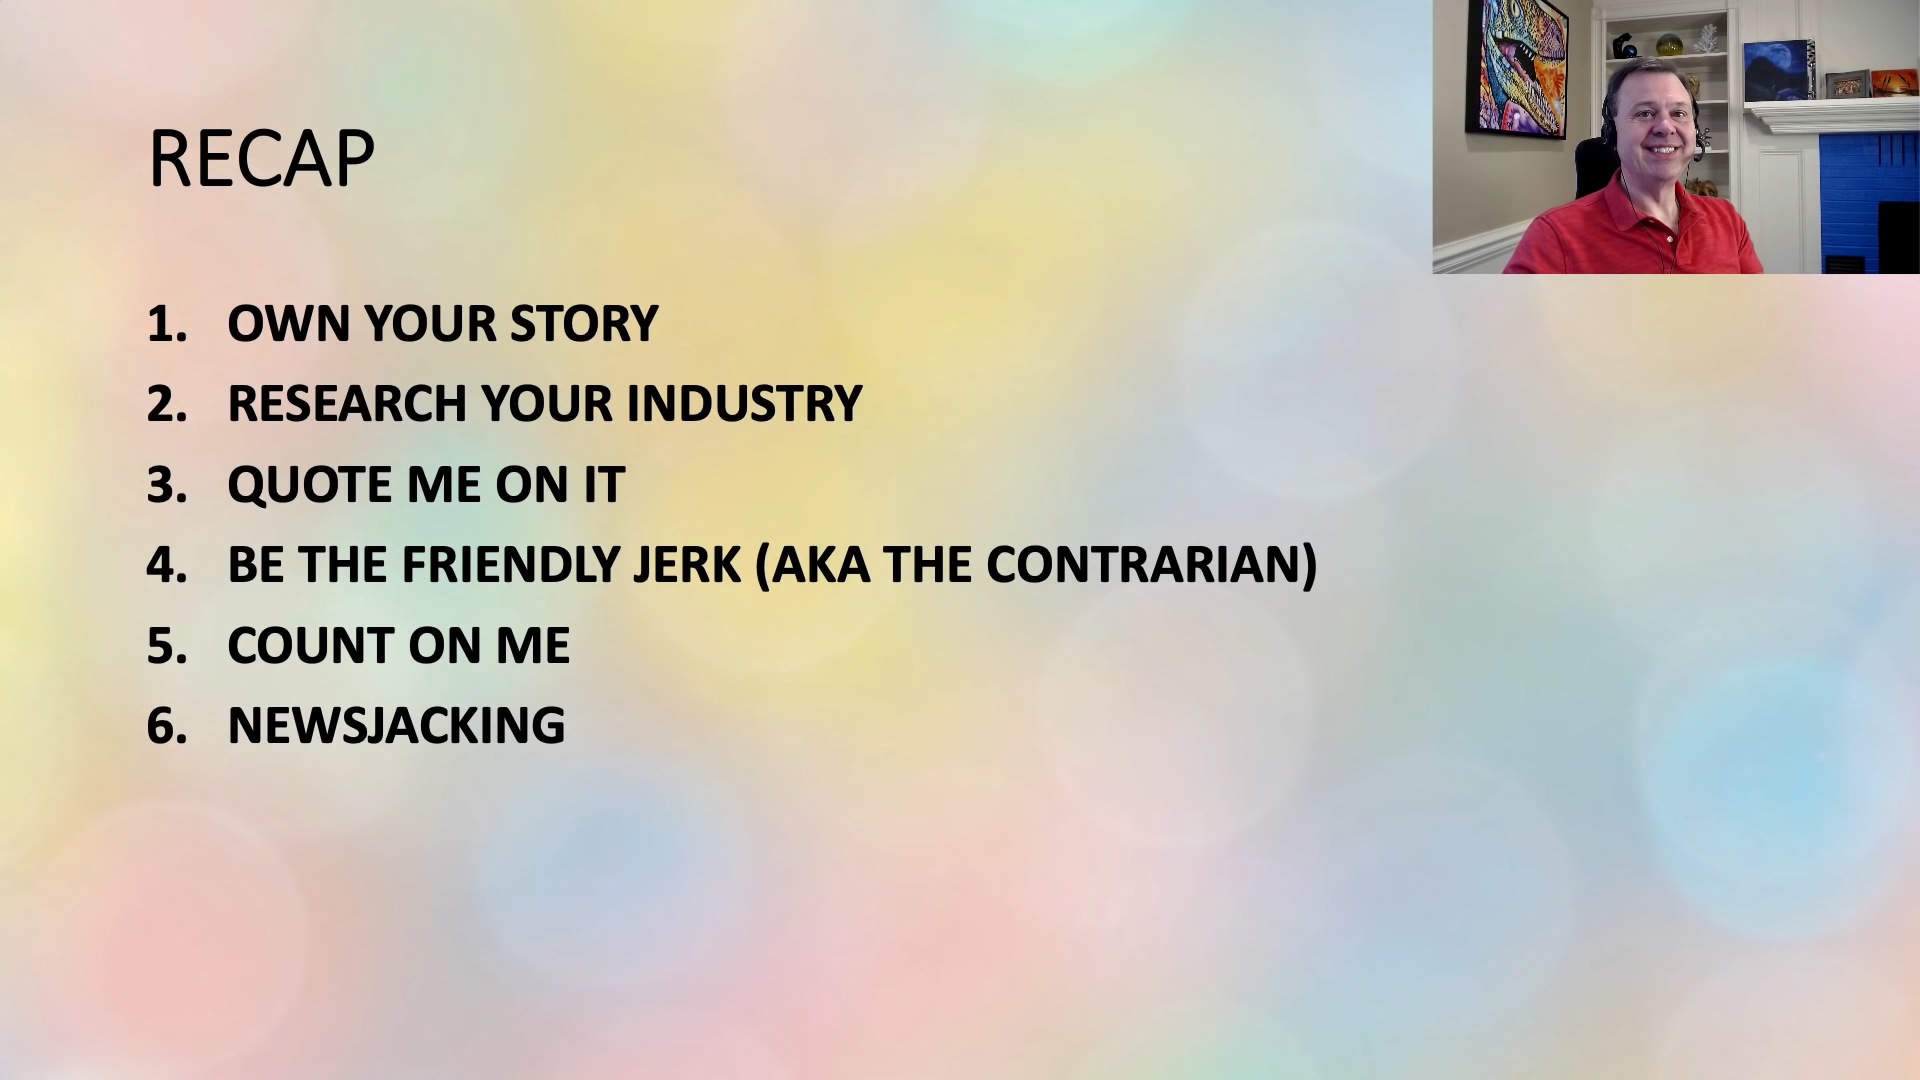 RECAP
1. OWN YOUR STORY
2. RESEARCH YOUR INDUSTRY
3. QUOTE ME ON IT
4. BE THE FRIENDLY JERK (AKA THE CONTRARIAN)
5. COUNT ON ME
6. NEWSJACKING